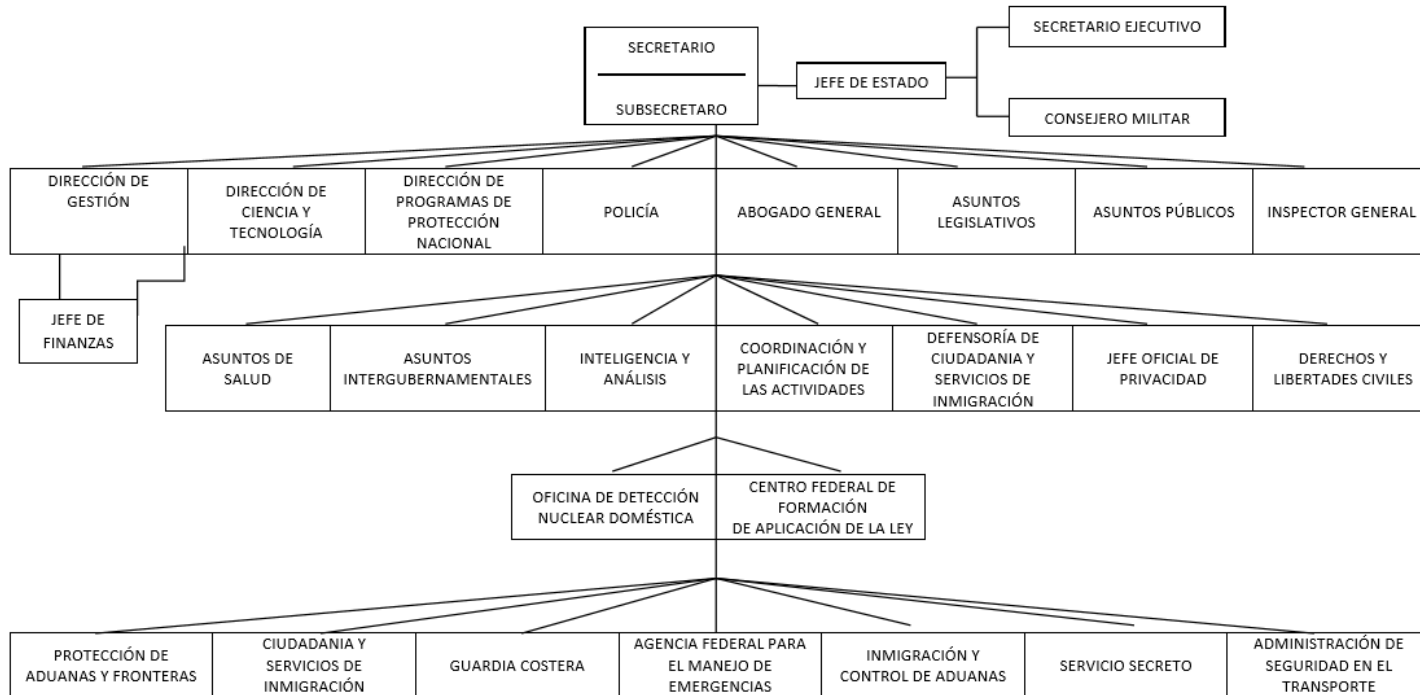 SECRETARIO
SUBSECRETARO
JEFE DE ESTADO
SECRETARIO EJECUTIVO
CONSEJERO MILITAR
DIRECCIÓN DE
GESTIÓN
DIRECCIÓN DE
CIENCIA Y
TECNOLOGÍA
DIRECCIÓN DE
PROGRAMAS DE
PROTECCIÓN
NACIONAL
POLICÍA
ABOGADO GENERAL
ASUNTOS
LEGISLATIVOS
ASUNTOS PÚBLICOS
INSPECTOR GENERAL
JEFE DE
FINANZAS
ASUNTOS DE
SALUD
ASUNTOS
INTERGUBERNAMENTALES
INTELIGENCIA Y
ANÁLISIS
COORDINACIÓN Y
PLANIFICACIÓN DE
LAS ACTIVIDADES
DEFENSORÍA DE
CIUDADANIA Y
SERVICIOS DE
INMIGRACIÓN
JEFE OFICIAL DE
PRIVACIDAD
DERECHOS Y
LIBERTADES CIVILES
OFICINA DE DETECCIÓN
NUCLEAR DOMÉSTICA
CENTRO FEDERAL DE
FORMACIÓN
DE APLICACIÓN DE LA LEY
PROTECCIÓN DE
ADUANAS Y FRONTERAS
CIUDADANIA Y
SERVICIOS DE
INMIGRACIÓN
GUARDIA COSTERA
AGENCIA FEDERAL PARA
EL MANEJO DE
EMERGENCIAS
INMIGRACIÓN Y
CONTROL DE ADUANAS
SERVICIO SECRETO
ADMINISTRACIÓN DE
SEGURIDAD EN EL
TRANSPORTE